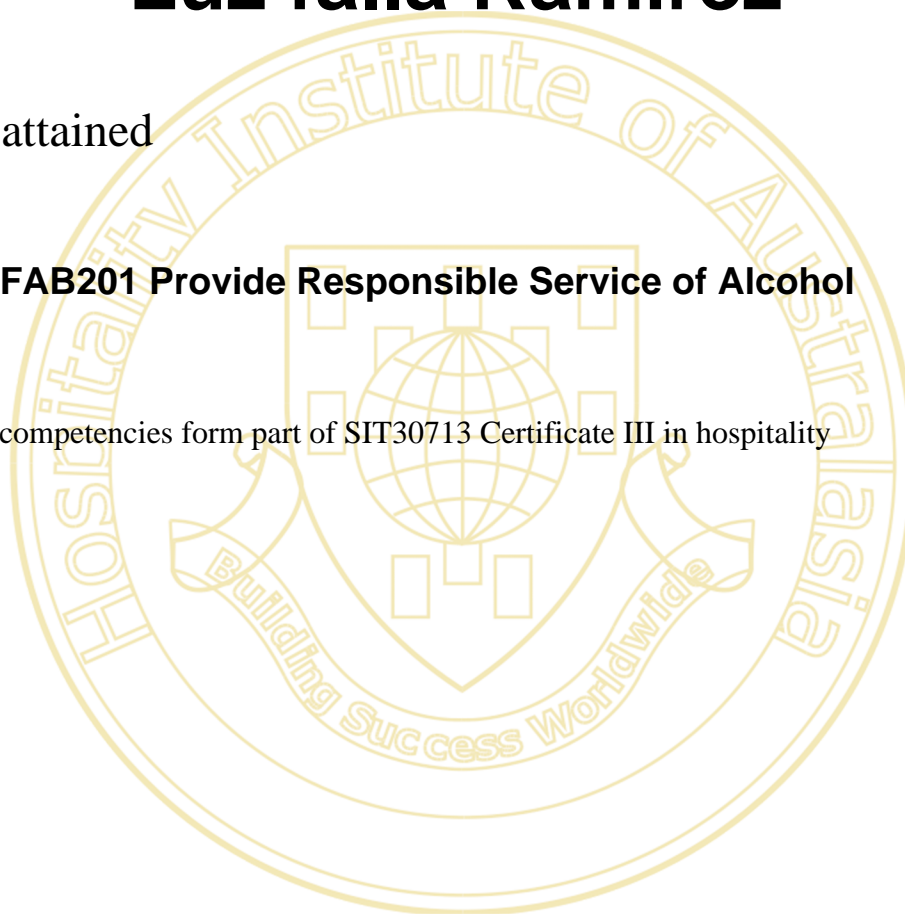 Ramirez
attained
FAB201 Provide Responsible Service of Alcohol
competencies form part of SIT30713 Certificate III in hospitality
Hospitality Institute of Australasia
Building Success Worldwide